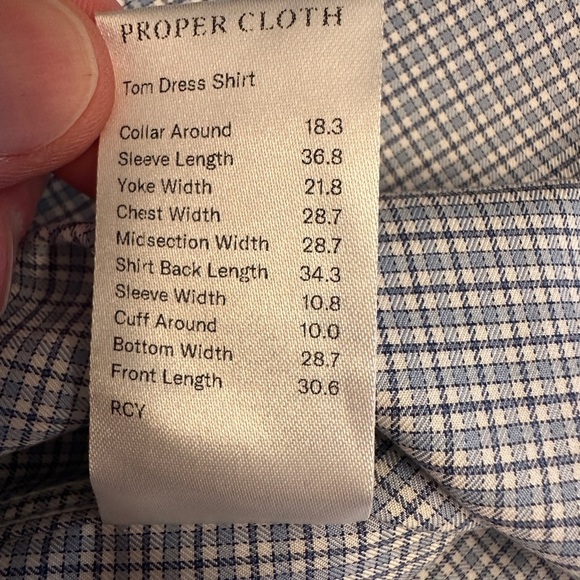 PROPER CLOTH
Tom Dress Shirt
Collar Around 18.3
Sleeve Length 36.8
Yoke Width 21.8
Chest Width 28.7
Midsection Width 28.7
Shirt Back Length 34.3
Sleeve Width 10.8
Cuff Around 10.0
Bottom Width 28.7
Front Length 30.6
RCY